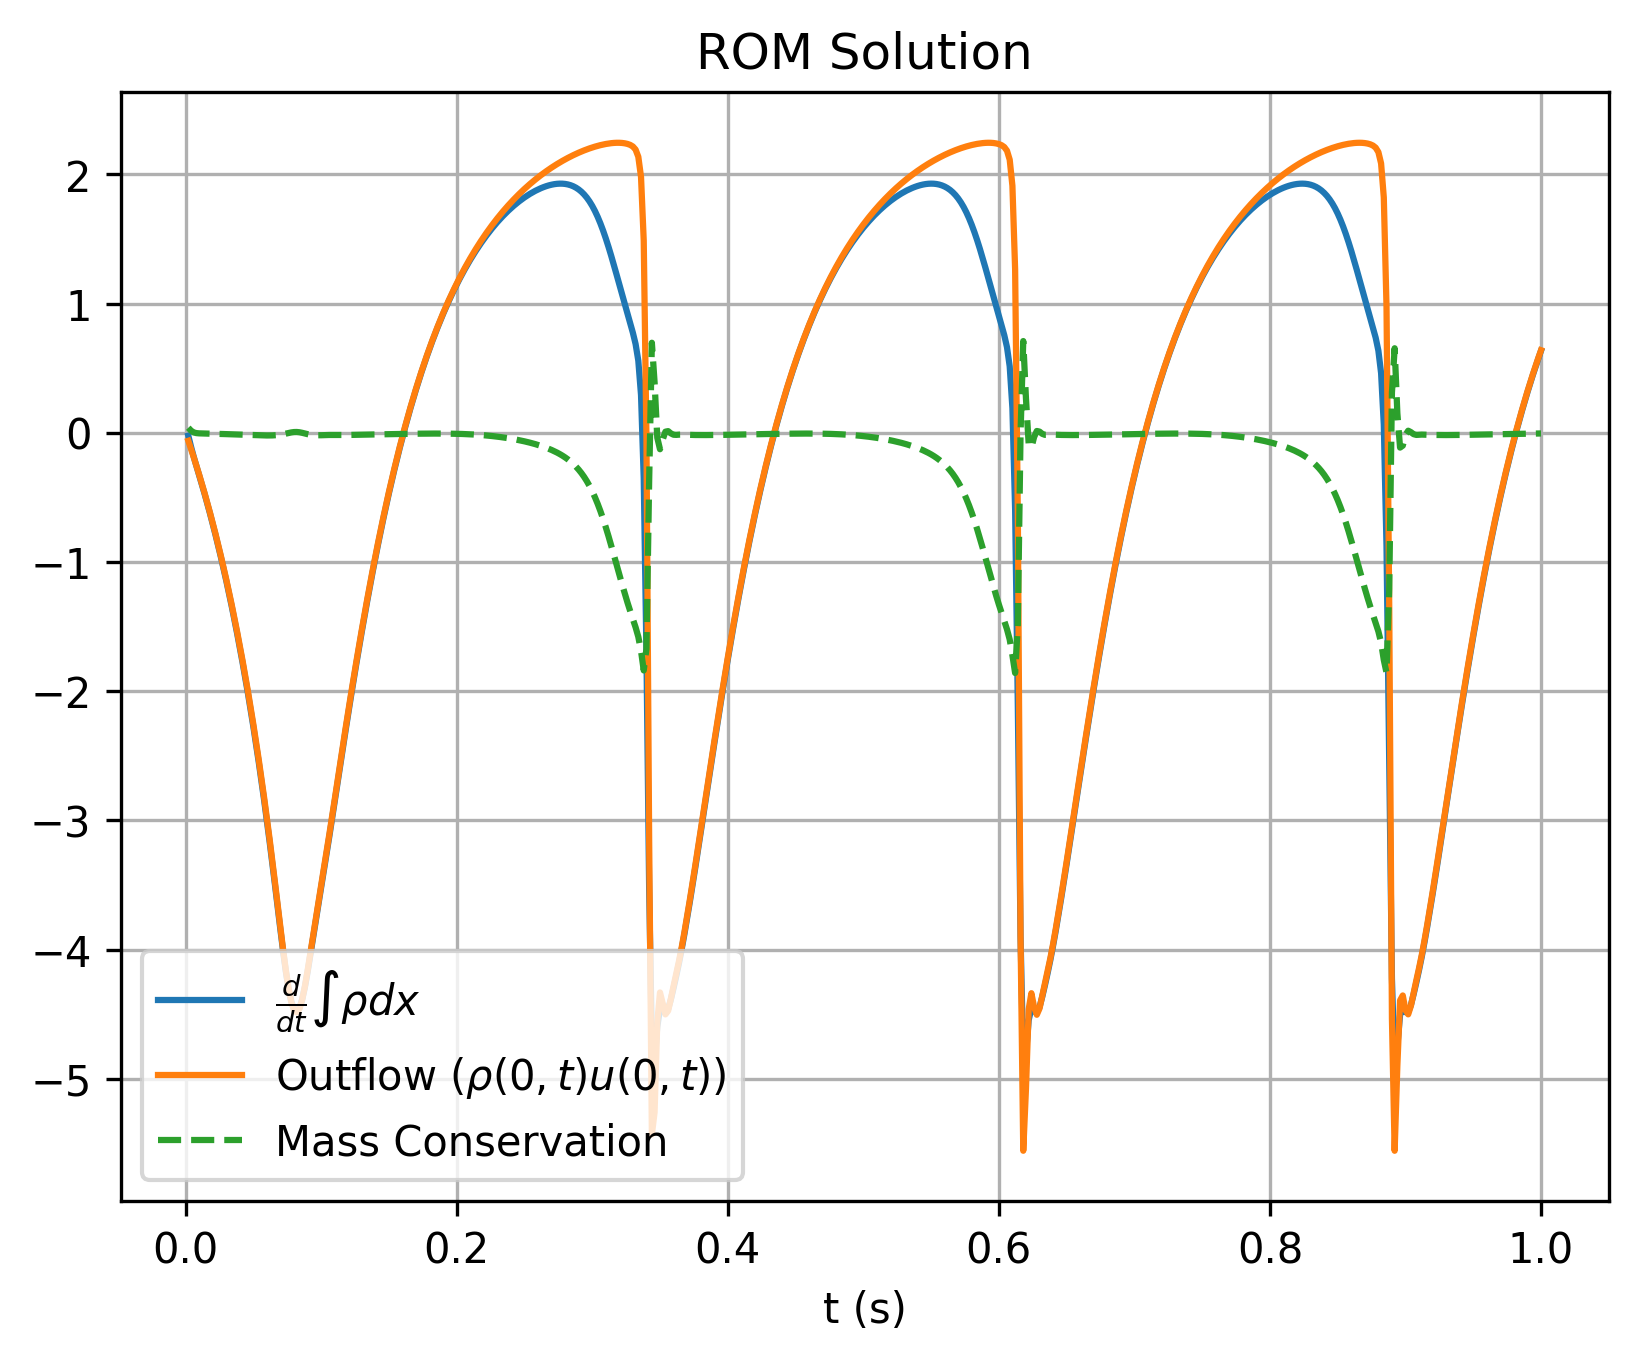 ROM Solution
2
1
0
−1
−2
−3
−4
−5
d/dt ∫ρdx
Outflow (ρ(0, t)u(0, t))
Mass Conservation
0.0 0.2 0.4 0.6 0.8 1.0
t (s)